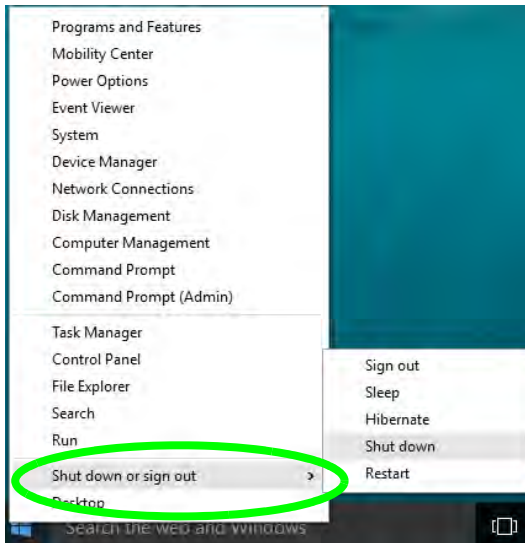 Programs and Features
Mobility Center
Power Options
Event Viewer
System
Device Manager
Network Connections
Disk Management
Computer Management
Command Prompt
Command Prompt (Admin)
Task Manager
Control Panel
File Explorer
Search
Run
Shut down or sign out
Desktop
Sign out
Sleep
Hibernate
Shut down
Restart
Search the web and Windows